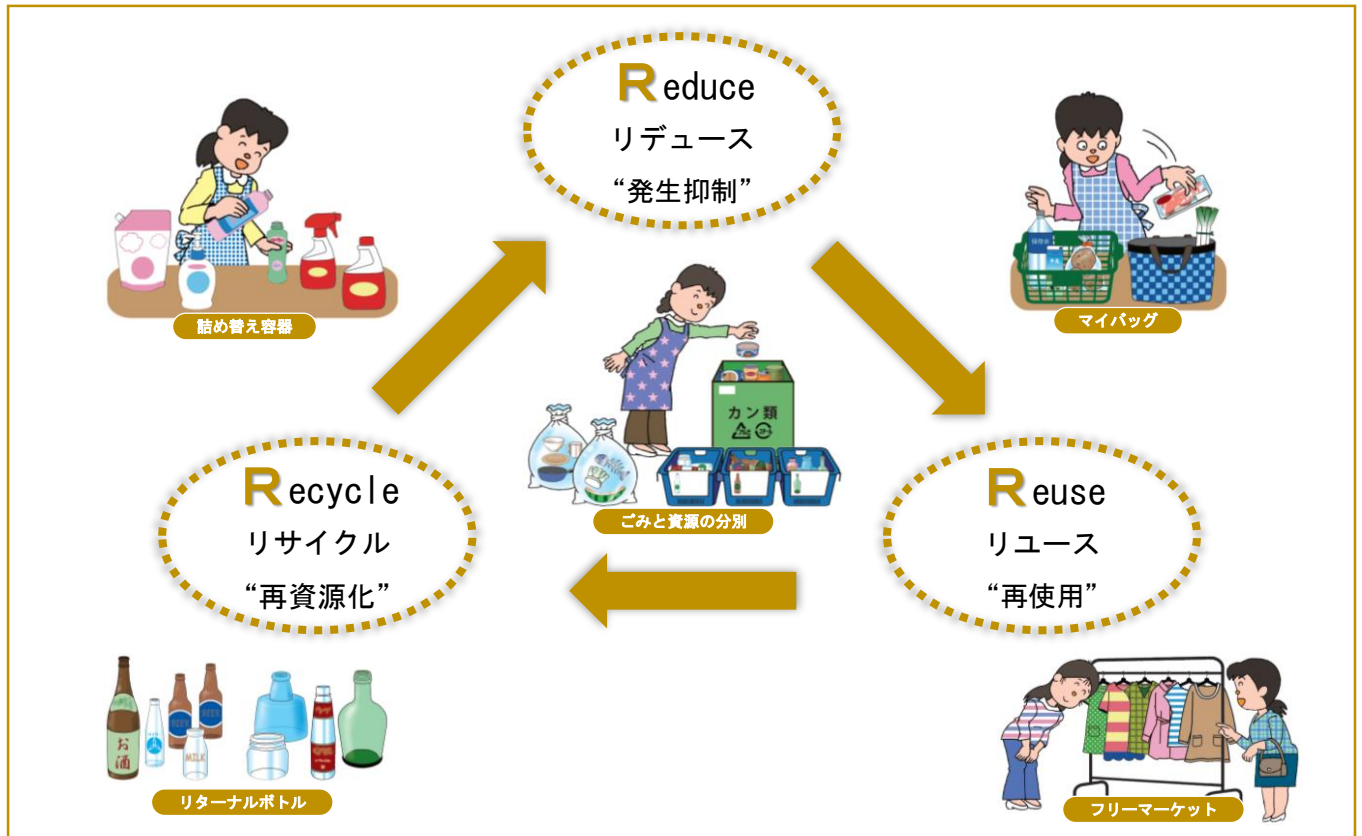 Reduce
リデュース
“発生抑制”
詰め替え容器
マイバッグ
カン類
ごみと資源の分別
Recycle
リサイクル
“再資源化”
Reuse
リユース
“再使用”
お酒
BEER
BEER
MILK
リターナルボトル
フリーマーケット